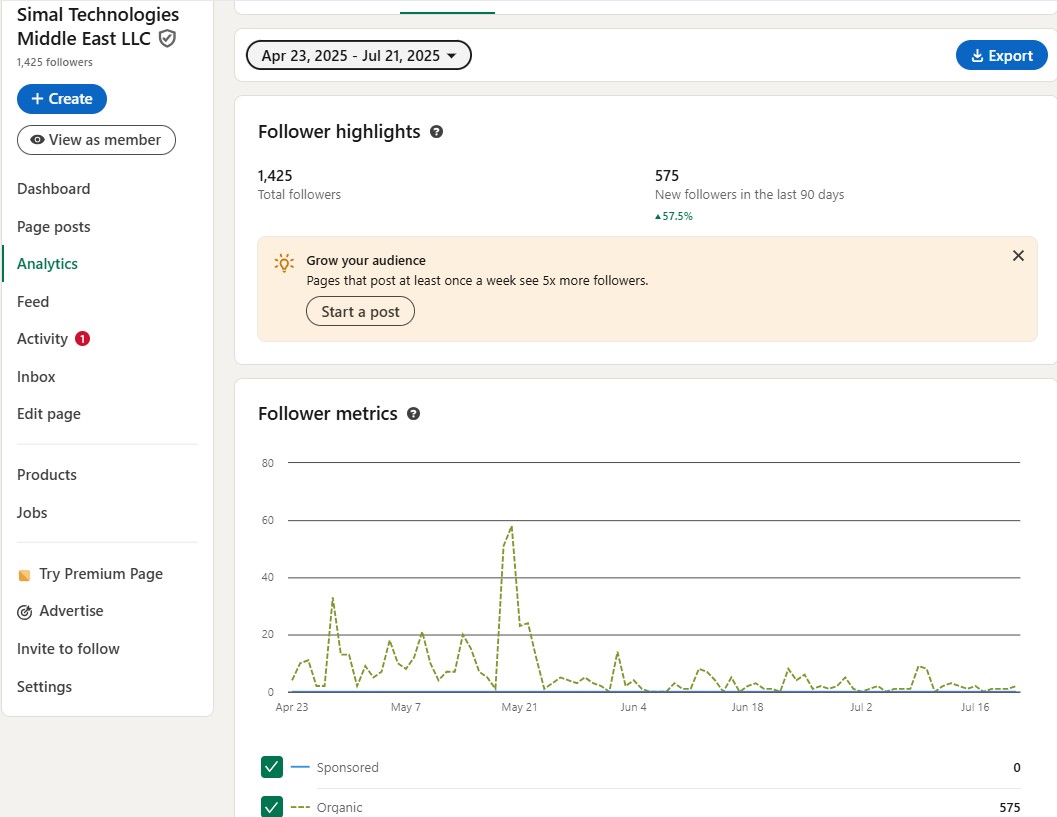 Simal Technologies
Middle East LLC
1,425 followers
+ Create
View as member
Dashboard
Page posts
Analytics
Feed
Activity 1
Inbox
Edit page
Products
Jobs
Try Premium Page
Advertise
Invite to follow
Settings
Apr 23, 2025 - Jul 21, 2025
Export
Follower highlights ?
1,425
Total followers
575
New followers in the last 90 days
▲57.5%
Grow your audience
Pages that post at least once a week see 5x more followers.
Start a post
Follower metrics ?
80
60
40
20
0
Apr 23 May 7 May 21 Jun 4 Jun 18 Jul 2 Jul 16
Sponsored 0
Organic 575